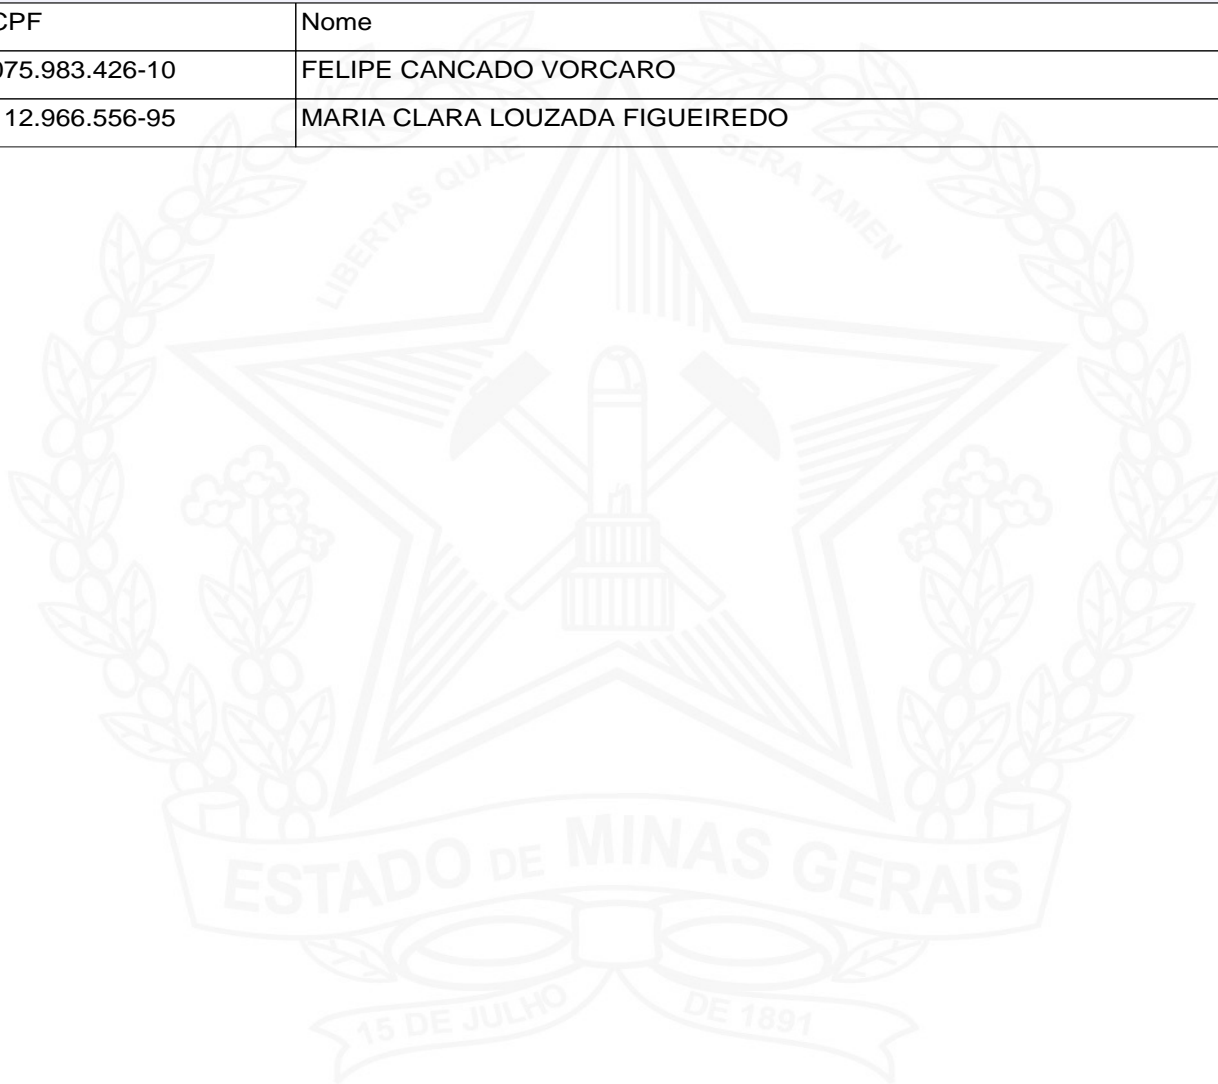 CPF Nome
075.983.426-10 FELIPE CANCADO VORCARO
12.966.556-95 MARIA CLARA LOUZADA FIGUEIREDO
LIBERTAS QUAE SERA TAMEN
ESTADO DE MINAS GERAIS
15 DE JULHO DE 1891